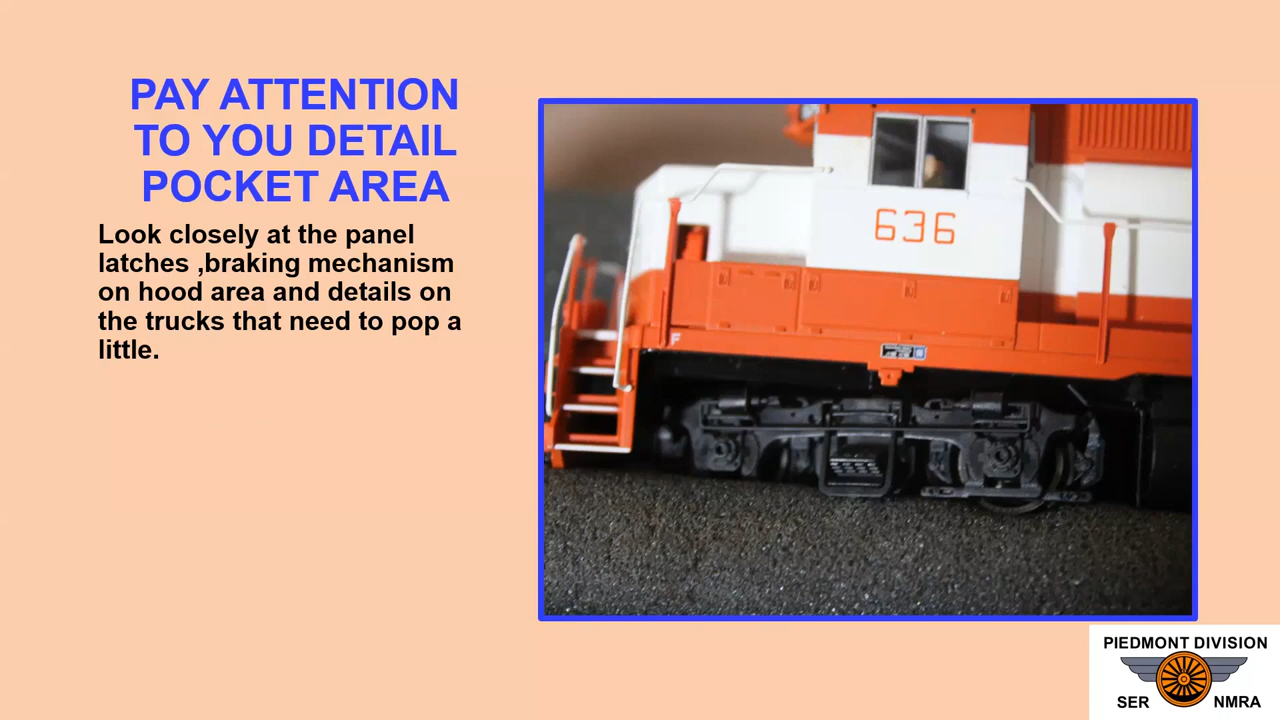 PAY ATTENTION
TO YOU DETAIL
POCKET AREA
Look closely at the panel
latches ,braking mechanism
on hood area and details on
the trucks that need to pop a
little.
636
F
PIEDMONT DIVISION
SER NMRA